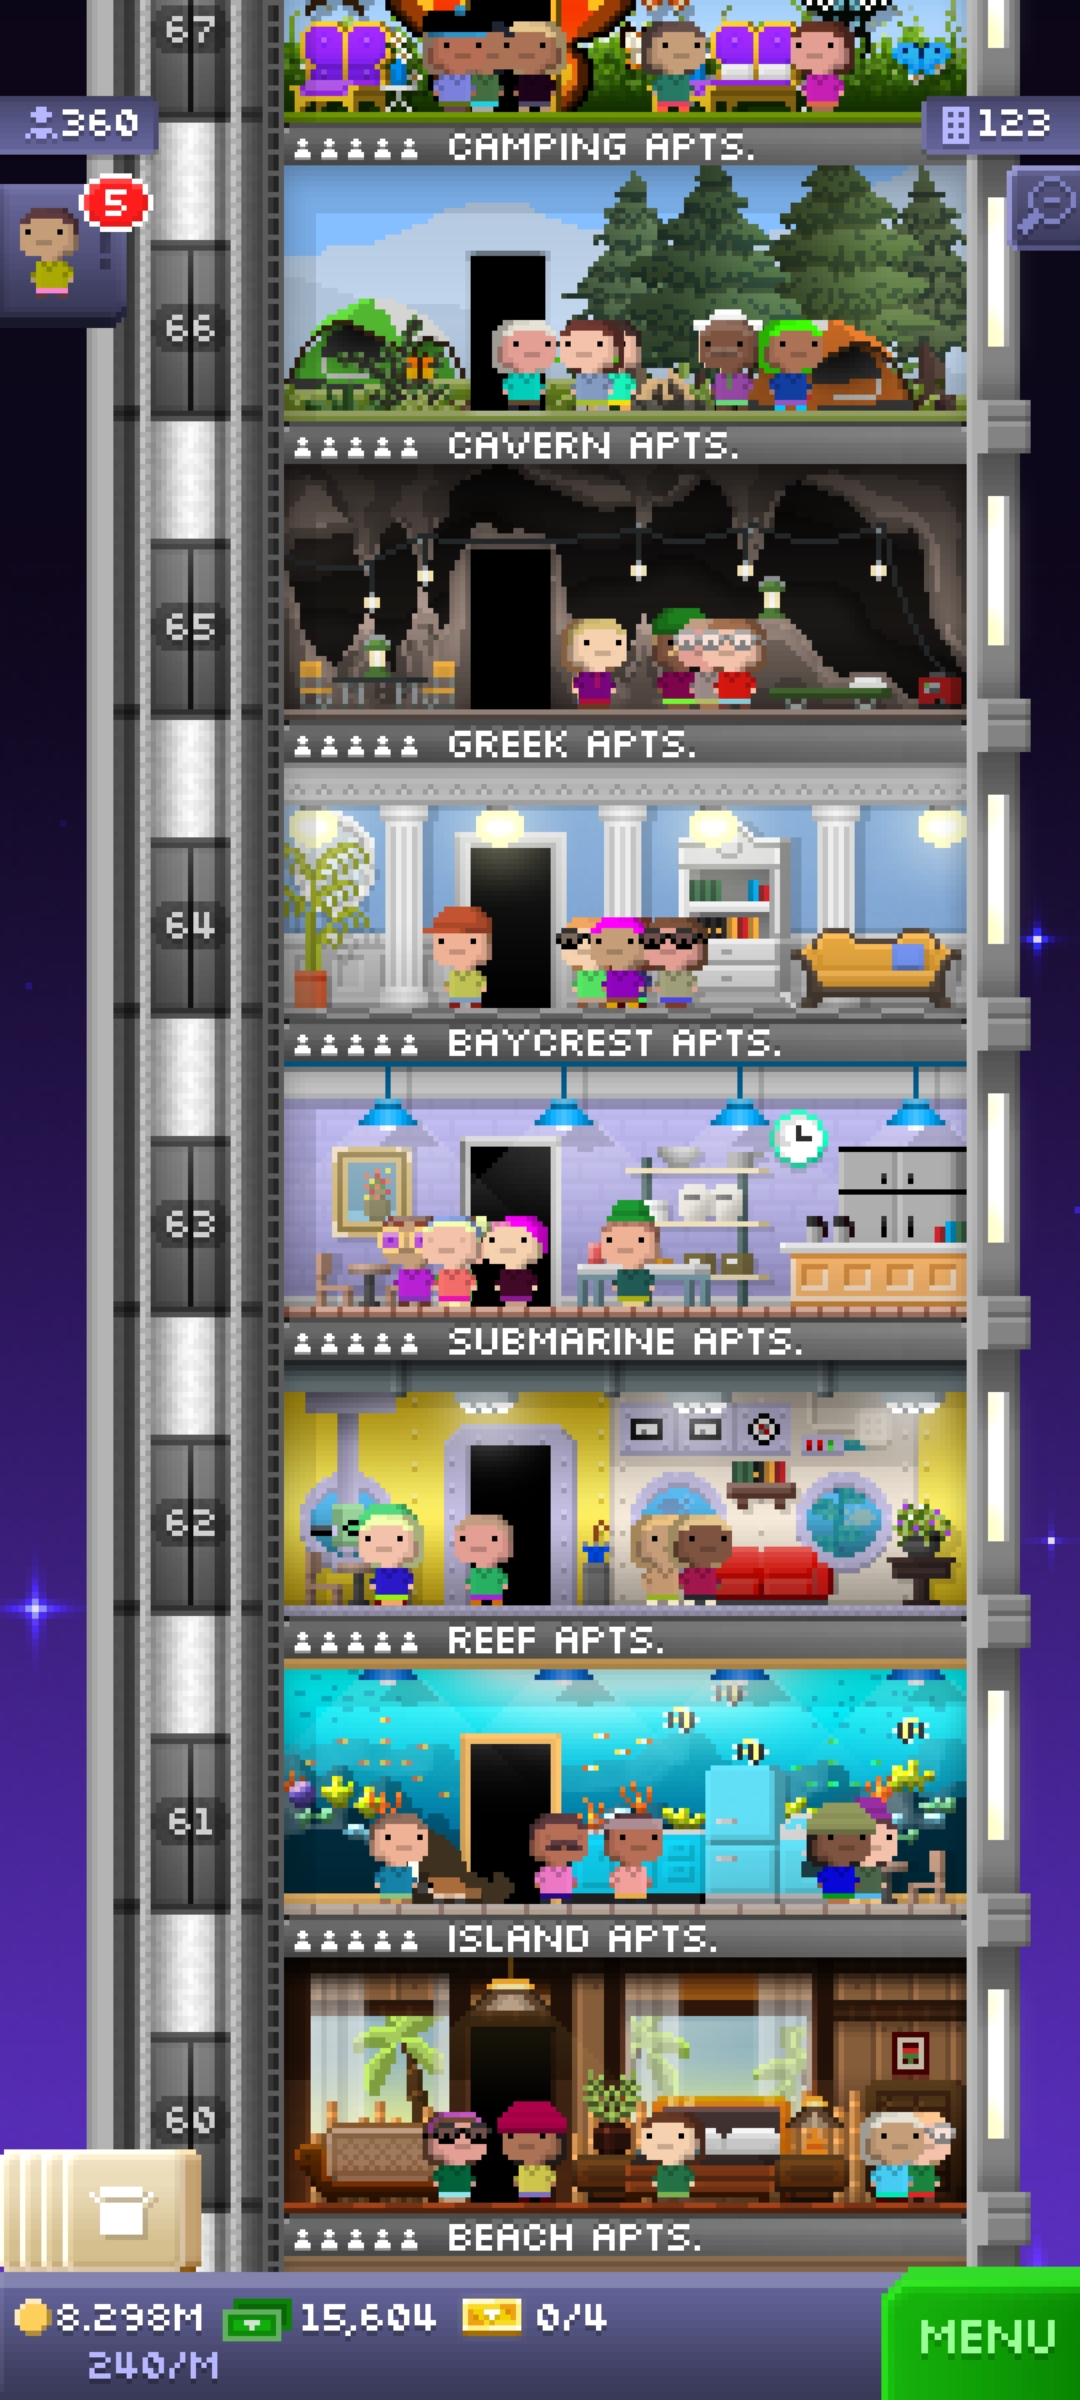 67
360
123
CAMPING APTS.
5
66
CAVERN APTS.
65
GREEK APTS.
64
BAYCREST APTS.
63
SUBMARINE APTS.
62
REEF APTS.
61
ISLAND APTS.
60
BEACH APTS.
8.298M 15,604 0/4
240/M
MENU